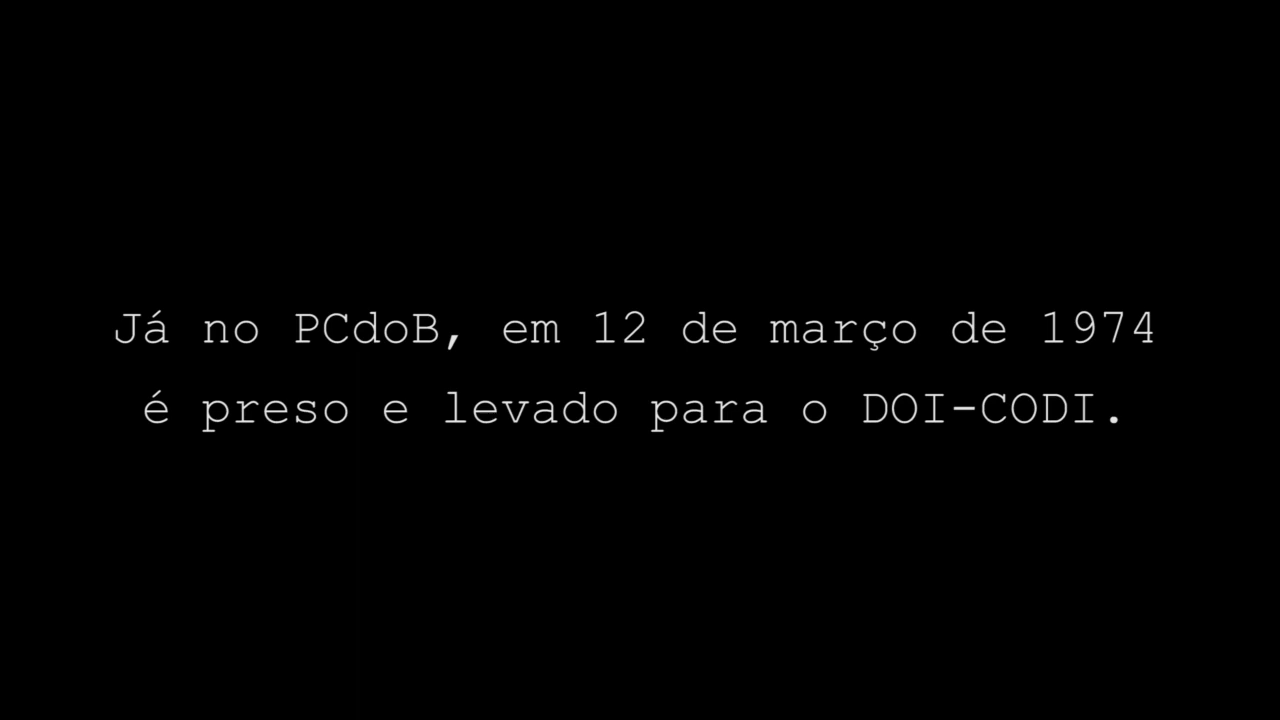 Já no PCdoB, em 12 de março de 1974
é preso e levado para o DOI-CODI.